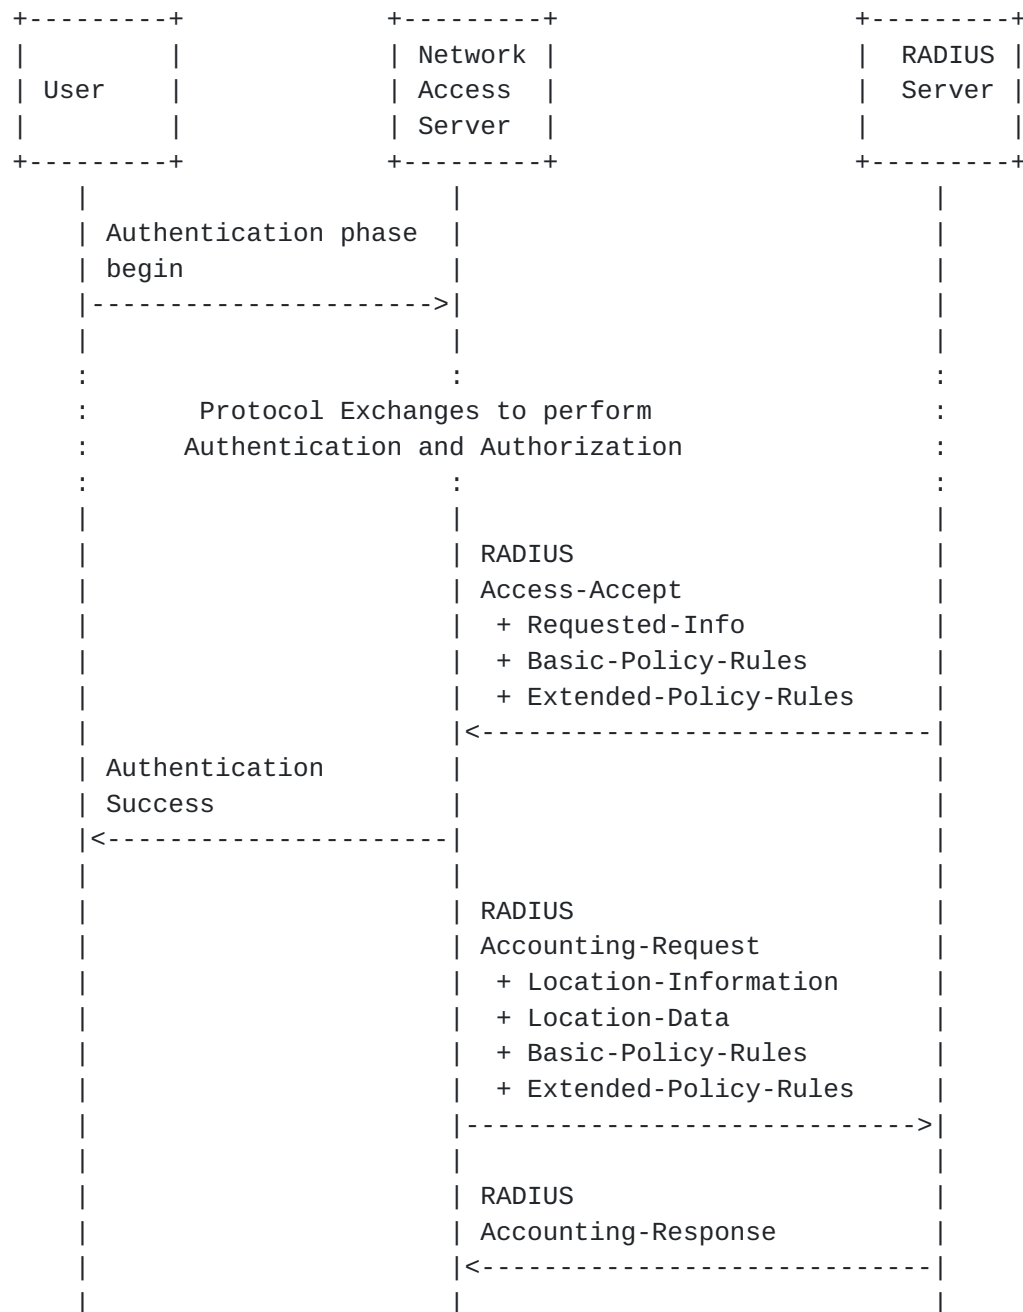 +---------+             +---------+                   +---------+
|         |             | Network |                   |  RADIUS |
| User    |             | Access  |                   |  Server |
|         |             | Server  |                   |         |
+---------+             +---------+                   +---------+
    |                       |                              |
    | Authentication phase  |                              |
    | begin                 |                              |
    |---------------------->|                              |
    |                       |                              |
    :                       :                              :
    :       Protocol Exchanges to perform                  :
    :      Authentication and Authorization                :
    :                       :                              :
    |                       |                              |
    |                       | RADIUS                       |
    |                       | Access-Accept                |
    |                       |  + Requested-Info            |
    |                       |  + Basic-Policy-Rules        |
    |                       |  + Extended-Policy-Rules     |
    |                       |<-----------------------------|
    | Authentication        |                              |
    | Success               |                              |
    |<----------------------|                              |
    |                       |                              |
    |                       | RADIUS                       |
    |                       | Accounting-Request           |
    |                       |  + Location-Information      |
    |                       |  + Location-Data             |
    |                       |  + Basic-Policy-Rules        |
    |                       |  + Extended-Policy-Rules     |
    |                       |----------------------------->|
    |                       |                              |
    |                       | RADIUS                       |
    |                       | Accounting-Response          |
    |                       |<-----------------------------|
    |                       |                              |